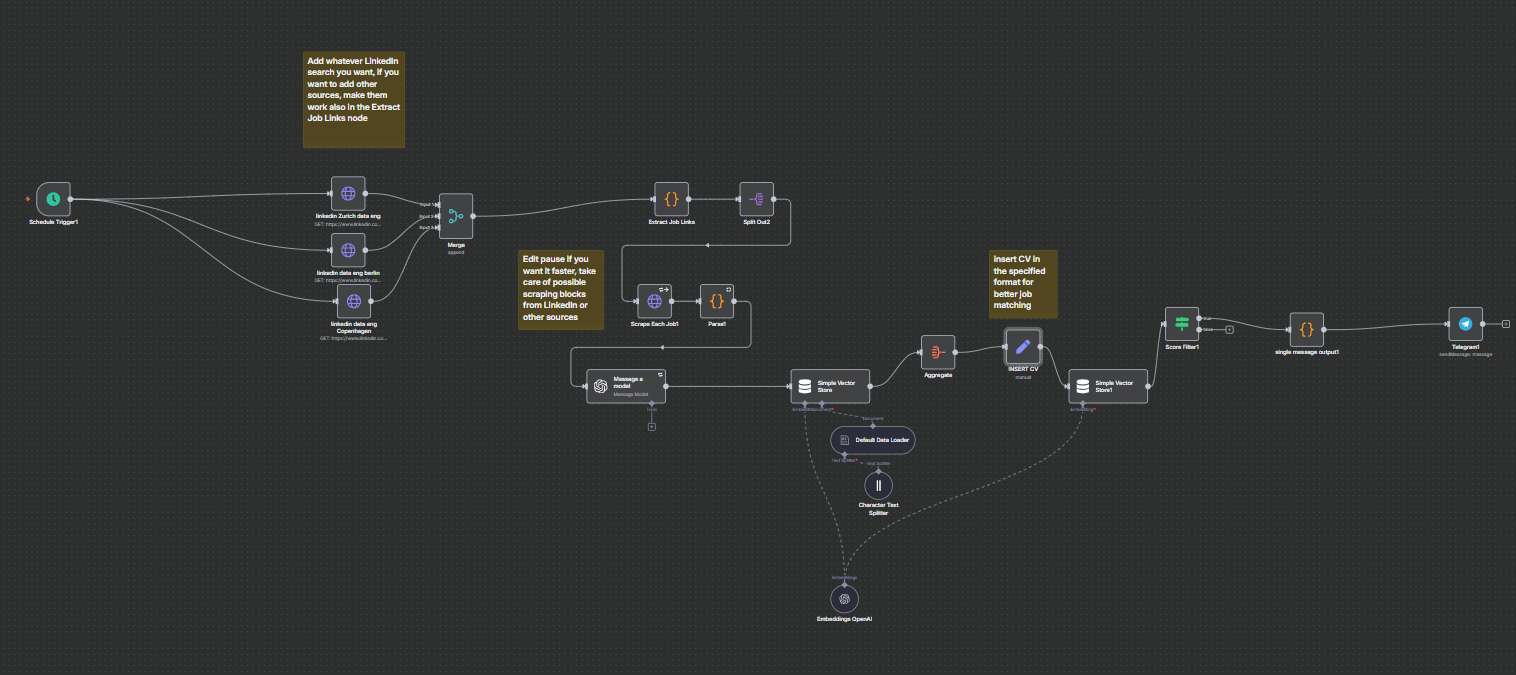 Add whatever LinkedIn
search you want, if you
want to add other
sources, make them
work also in the Extract
Job Links node
Schedule Trigger1
linkedin Zurich data eng
GET: https://www.linkedin.co...
linkedin data eng berlin
GET: https://www.linkedin.co...
linkedin data eng
Copenhagen
GET: https://www.linkedin.co...
Input 1
Input 2
Input 3
Merge
append
Extract Job Links
Split Out2
Edit pause if you
want it faster, take
care of possible
scraping blocks
from LinkedIn or
other sources
Scrape Each Job1
Parse1
Message a
model
Message Model
Tools
Simple Vector
Store
Document
Default Data Loader
Text Splitter
Character Text
Splitter
Embeddings
Embeddings OpenAI
Aggregate
Insert CV in
the specified
format for
better job
matching
INSERT CV
manual
Simple Vector
Store1
Embedding*
Score Filter1
true
false
single message output1
Telegram1
sendMessage: message